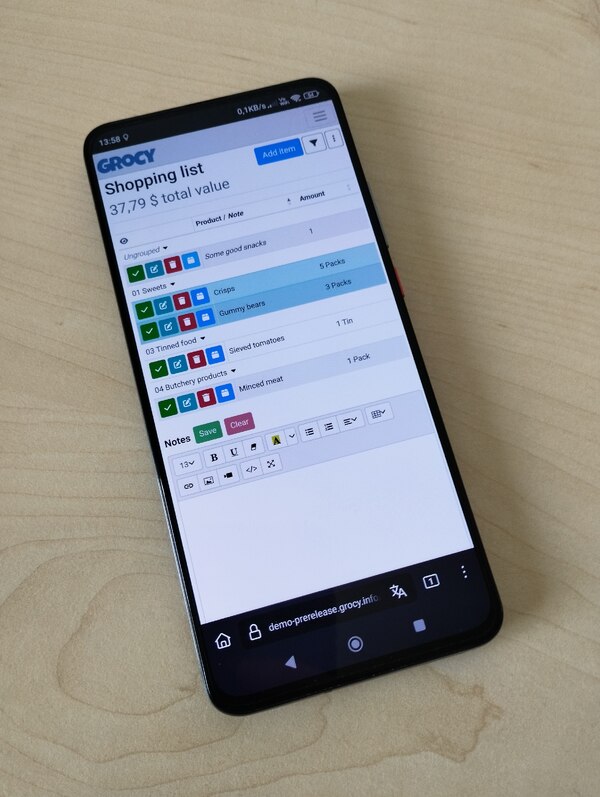 13:58 0,1KB/s Vo WiFi
GROCY
Shopping list
Add item
37,79 $ total value
Product / Note Amount
Ungrouped
Some good snacks 1
01 Sweets
Crisps 5 Packs
Gummy bears 3 Packs
03 Tinned food
Sieved tomatoes 1 Tin
04 Butchery products
Minced meat 1 Pack
Notes Save Clear
13 B U A
</>
demo-prerelease.grocy.info 1